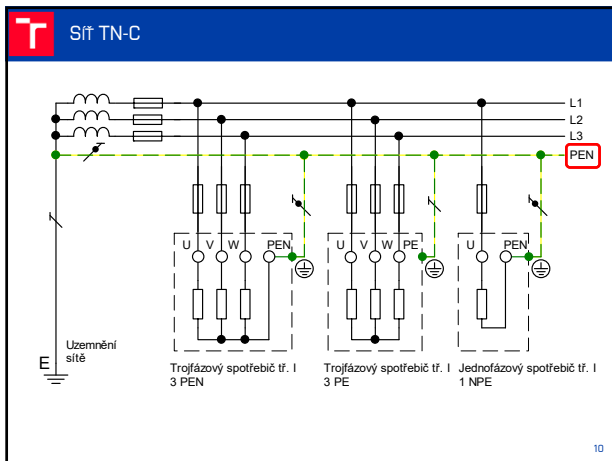 Síť TN-C
L1
L2
L3
PEN
U V W PEN
U V W PE
U PEN
Uzemnění
sítě
E
Trojfázový spotřebič tř. I
3 PEN
Trojfázový spotřebič tř. I
3 PE
Jednofázový spotřebič tř. I
1 NPE
10